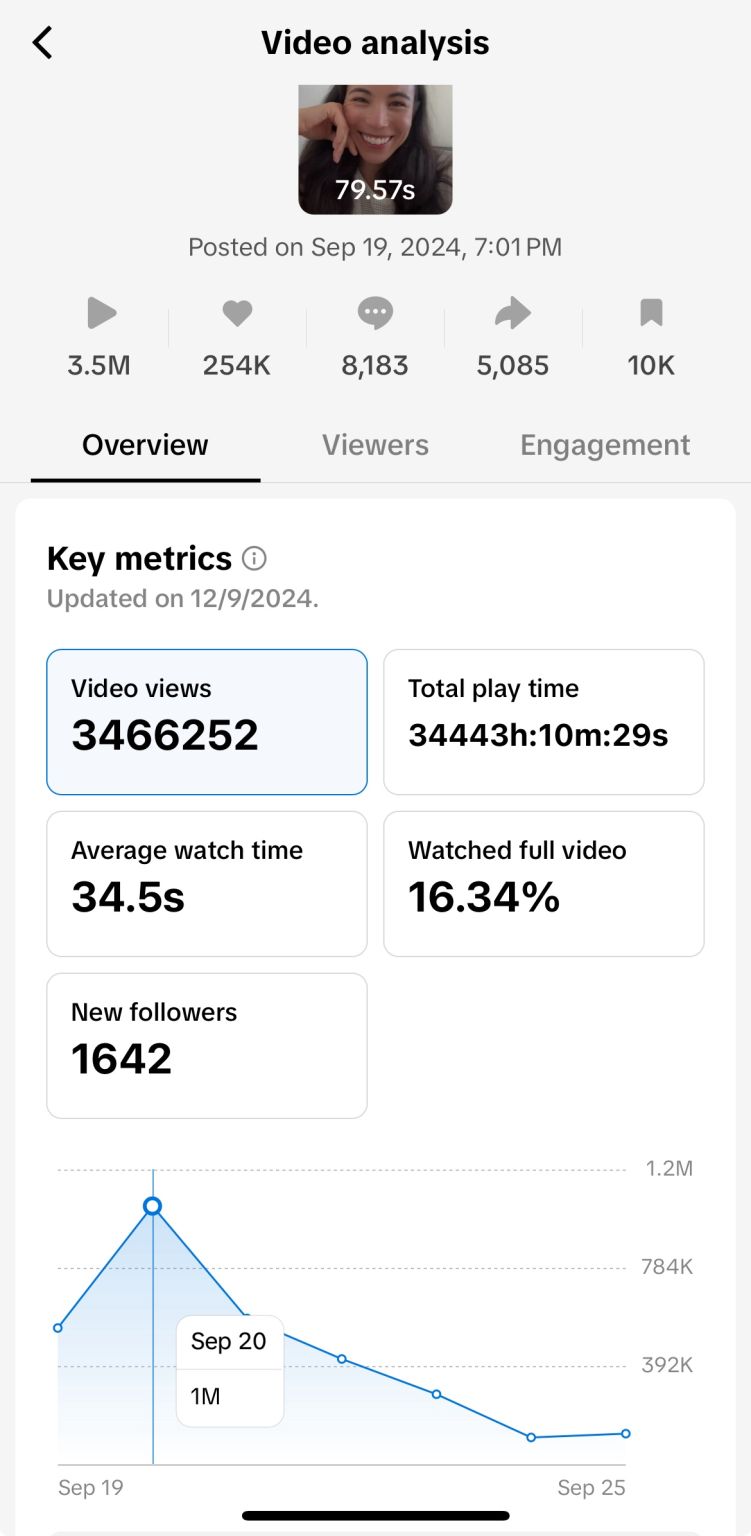 Video analysis
79.57s
Posted on Sep 19, 2024, 7:01 PM
3.5M 254K 8,183 5,085 10K
Overview Viewers Engagement
Key metrics
Updated on 12/9/2024.
Video views Total play time
3466252 34443h:10m:29s
Average watch time Watched full video
34.5s 16.34%
New followers
1642
1.2M
784K
Sep 20
392K
1M
Sep 19 Sep 25